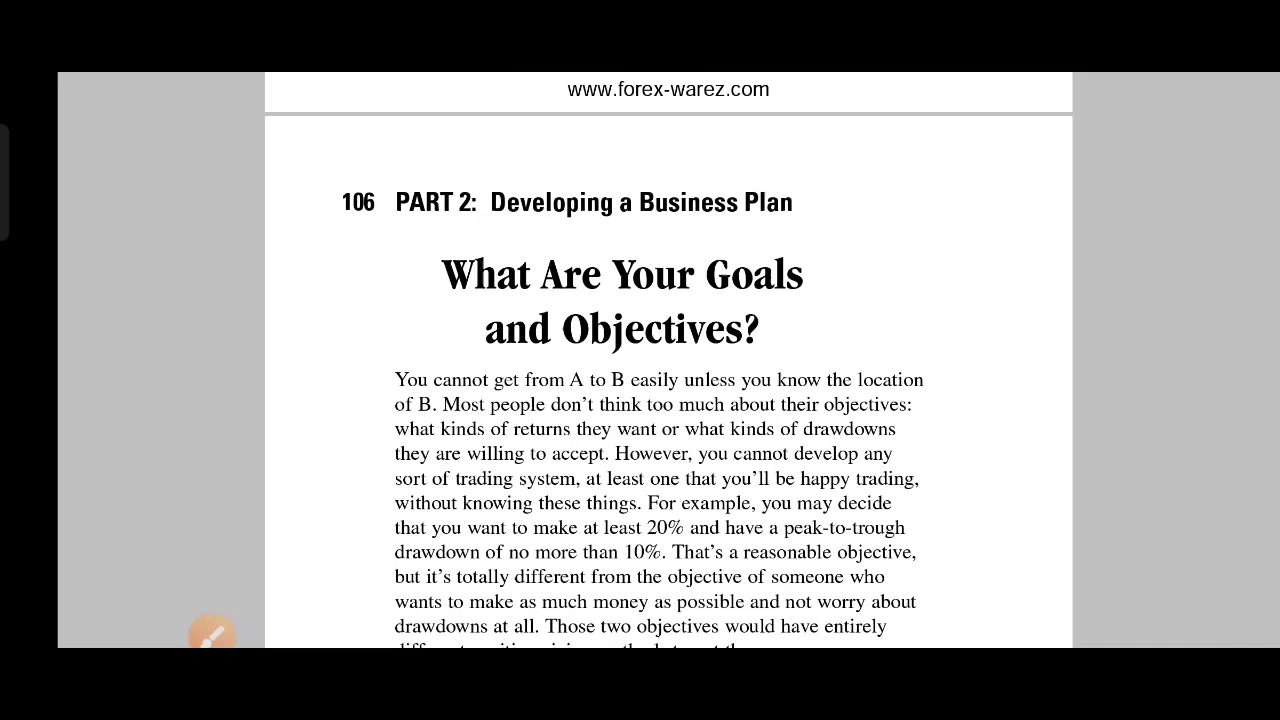 www.forex-warez.com
106 PART 2: Developing a Business Plan
What Are Your Goals
and Objectives?
You cannot get from A to B easily unless you know the location
of B. Most people don’t think too much about their objectives:
what kinds of returns they want or what kinds of drawdowns
they are willing to accept. However, you cannot develop any
sort of trading system, at least one that you’ll be happy trading,
without knowing these things. For example, you may decide
that you want to make at least 20% and have a peak-to-trough
drawdown of no more than 10%. That’s a reasonable objective,
but it’s totally different from the objective of someone who
wants to make as much money as possible and not worry about
drawdowns at all. Those two objectives would have entirely